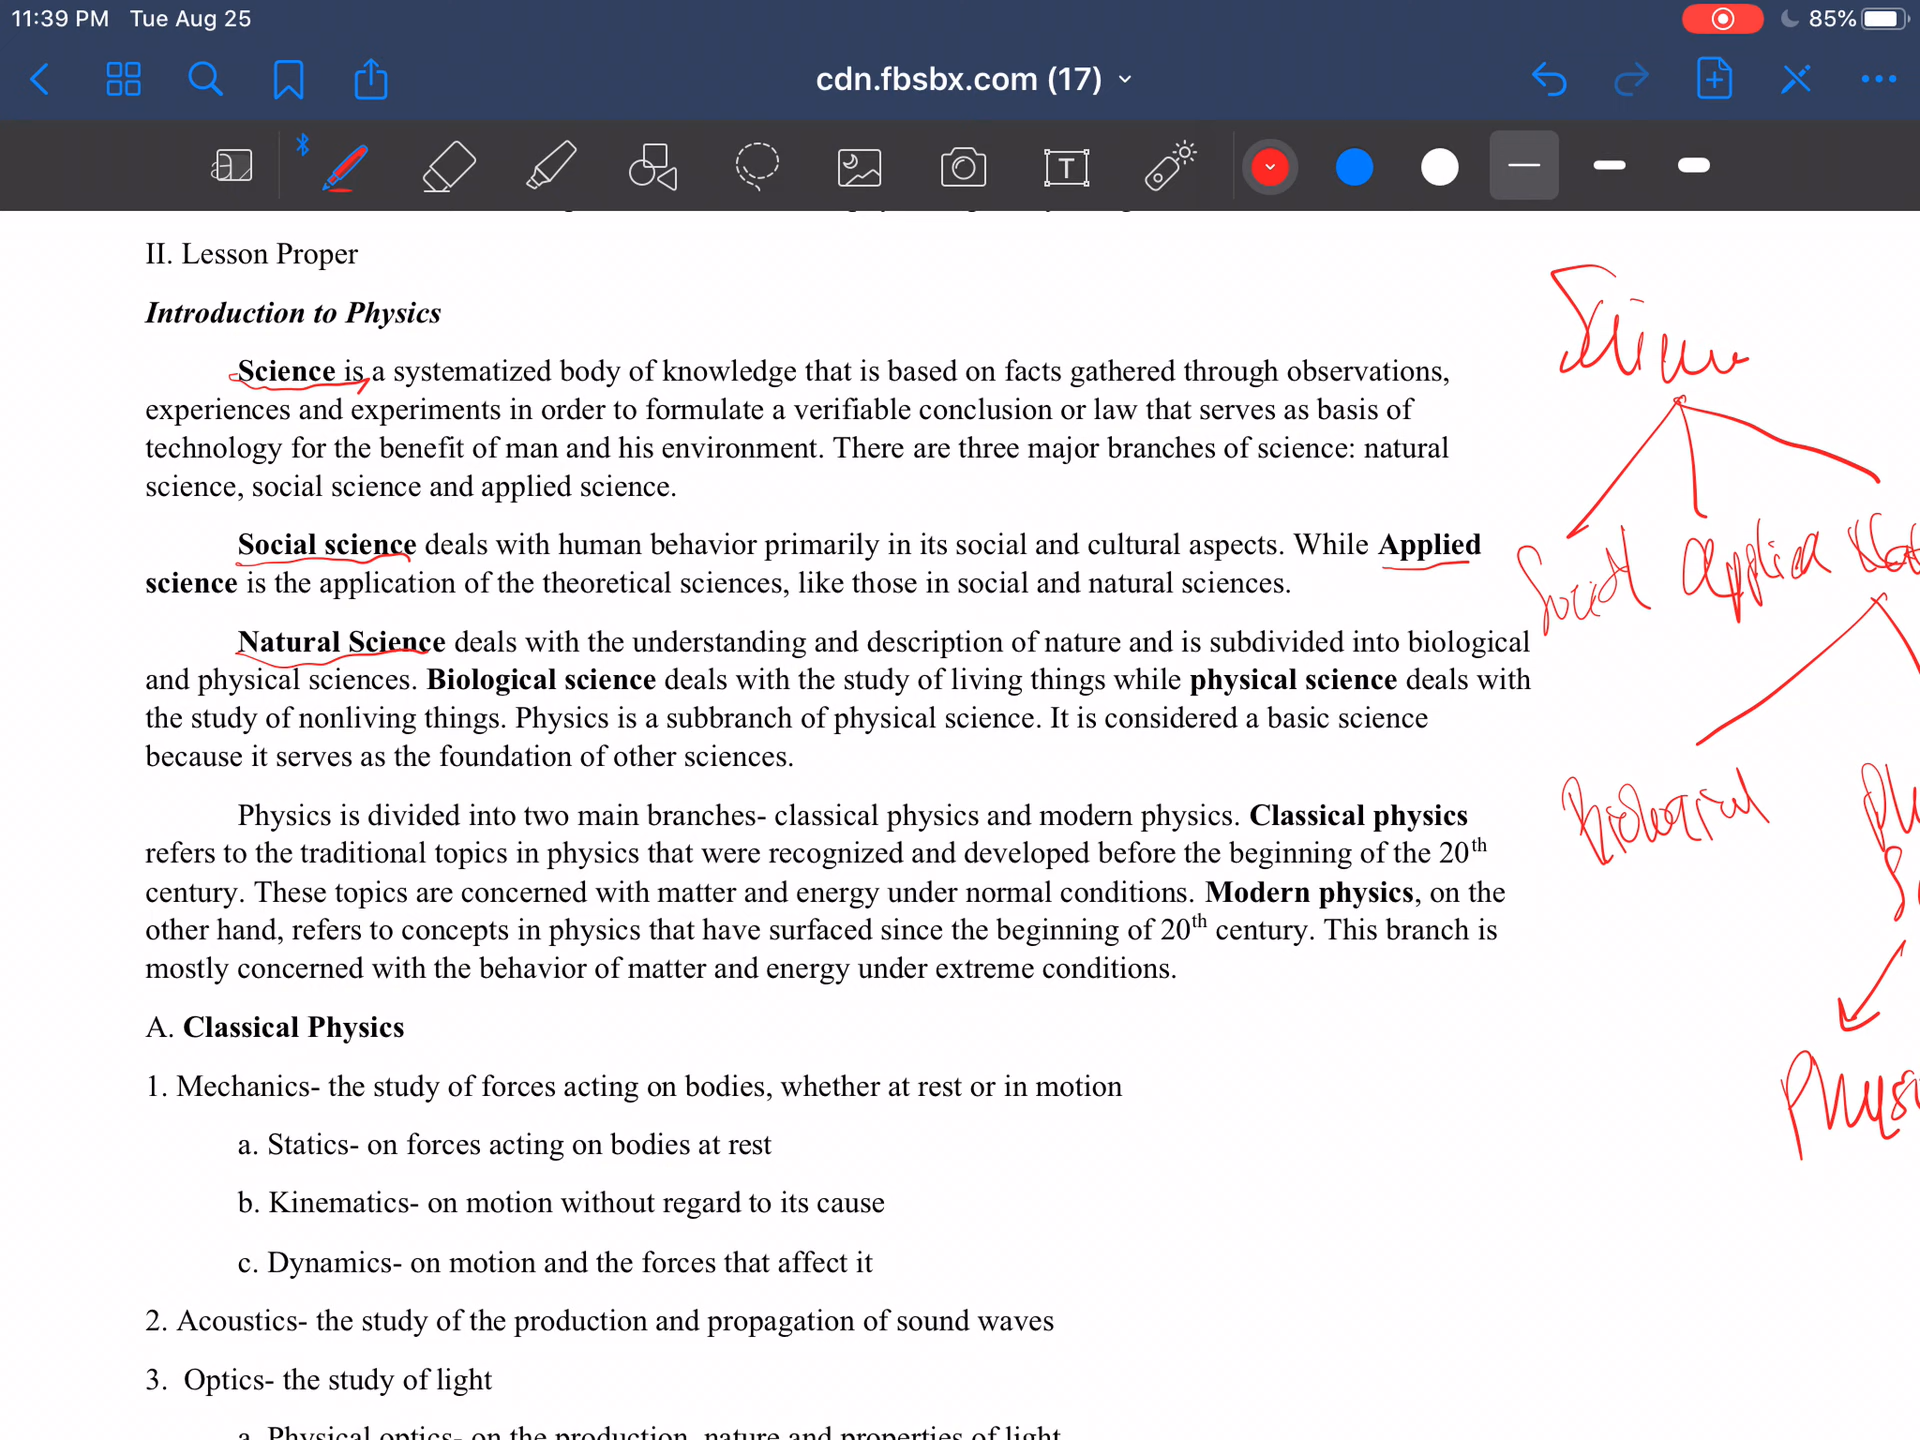 11:39 PM Tue Aug 25
85%
cdn.fbsbx.com (17)
T
II. Lesson Proper
Introduction to Physics
Science is a systematized body of knowledge that is based on facts gathered through observations,
experiences and experiments in order to formulate a verifiable conclusion or law that serves as basis of
technology for the benefit of man and his environment. There are three major branches of science: natural
science, social science and applied science.
Social science deals with human behavior primarily in its social and cultural aspects. While Applied
science is the application of the theoretical sciences, like those in social and natural sciences.
Natural Science deals with the understanding and description of nature and is subdivided into biological
and physical sciences. Biological science deals with the study of living things while physical science deals with
the study of nonliving things. Physics is a subbranch of physical science. It is considered a basic science
because it serves as the foundation of other sciences.
Physics is divided into two main branches- classical physics and modern physics. Classical physics
refers to the traditional topics in physics that were recognized and developed before the beginning of the 20th
century. These topics are concerned with matter and energy under normal conditions. Modern physics, on the
other hand, refers to concepts in physics that have surfaced since the beginning of 20th century. This branch is
mostly concerned with the behavior of matter and energy under extreme conditions.
A. Classical Physics
1. Mechanics- the study of forces acting on bodies, whether at rest or in motion
a. Statics- on forces acting on bodies at rest
b. Kinematics- on motion without regard to its cause
c. Dynamics- on motion and the forces that affect it
2. Acoustics- the study of the production and propagation of sound waves
3. Optics- the study of light
a. Physical optics- on the production, nature and properties of light
Science
Social Applied Nat
Biological
Physi